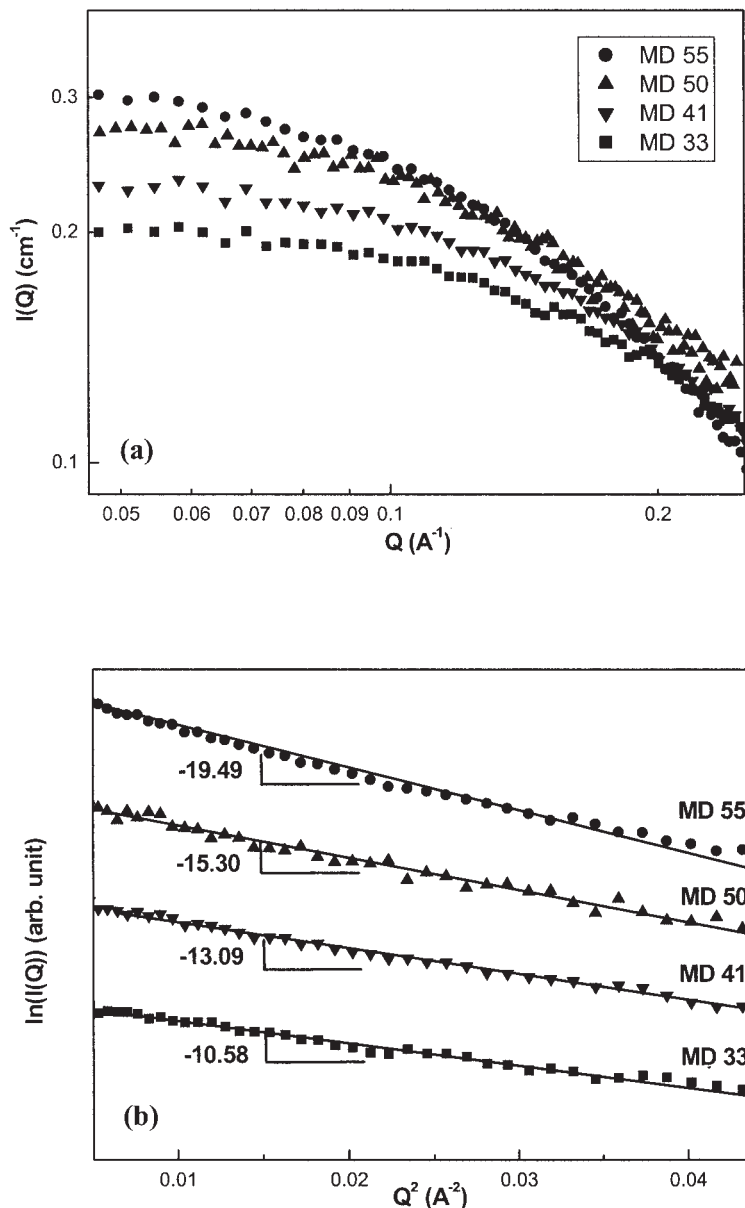 MD 55
MD 50
MD 41
MD 33
0.3
0.2
0.1
I(Q) (cm⁻¹)
(a)
0.05 0.06 0.07 0.08 0.09 0.1 0.2
Q (A⁻¹)
-19.49
MD 55
-15.30
MD 50
-13.09
MD 41
-10.58
MD 33
ln(I(Q)) (arb. unit)
(b)
0.01 0.02 0.03 0.04
Q² (A⁻²)